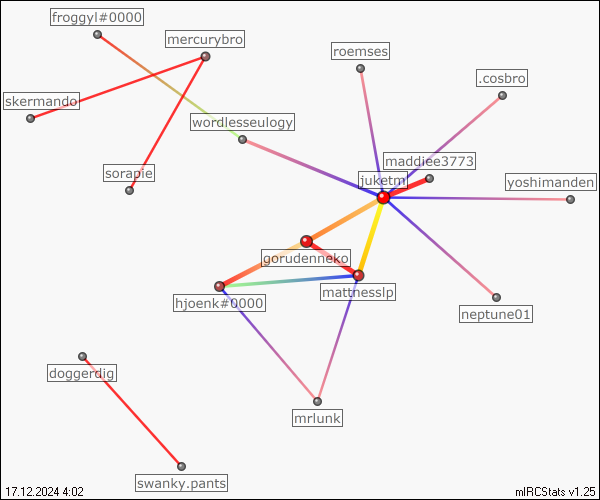 froggyl#0000
mercurybro
roemses
.cosbro
skermando
wordlesseulogy
maddiee3773
sorapie
juketm
yoshimanden
gorudenneko
mattnesslp
hjoenk#0000
neptune01
doggerdig
mrlunk
swanky.pants
17.12.2024 4:02
mIRCStats v1.25